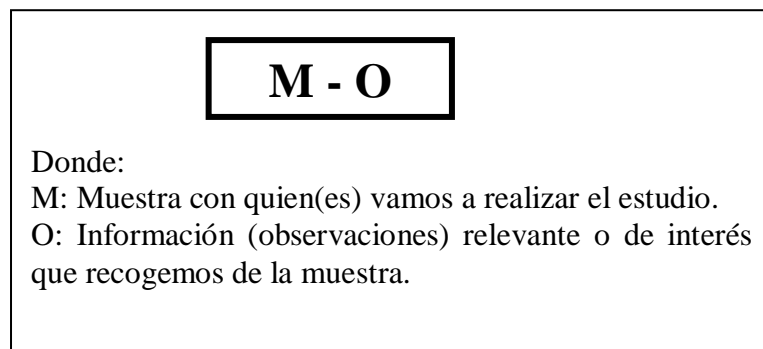 M - O
Donde:
M: Muestra con quien(es) vamos a realizar el estudio.
O: Información (observaciones) relevante o de interés
que recogemos de la muestra.